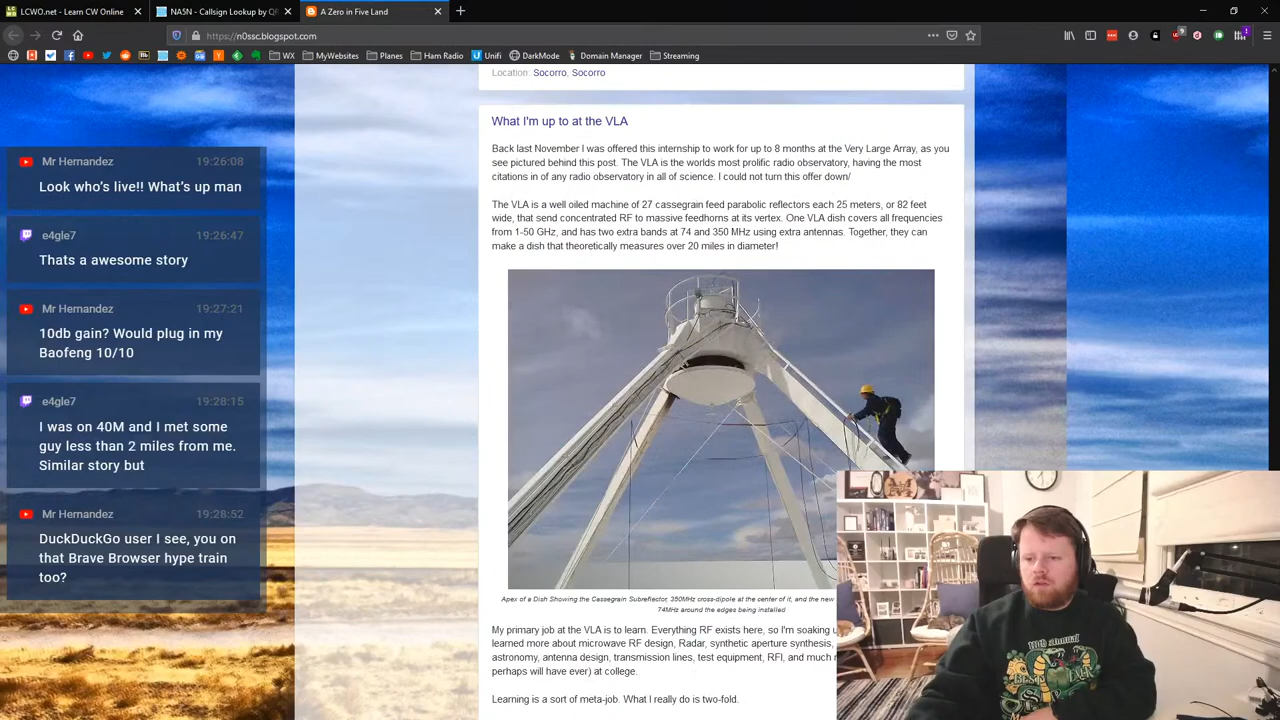 LCWO.net - Learn CW Online
NA5N - Callsign Lookup by QR
A Zero in Five Land
https://n0ssc.blogspot.com
WX
MyWebsites
Planes
Ham Radio
Unifi
DarkMode
Domain Manager
Streaming
Location: Socorro, Socorro
What I'm up to at the VLA
Back last November I was offered this internship to work for up to 8 months at the Very Large Array, as you
see pictured behind this post. The VLA is the worlds most prolific radio observatory, having the most
citations in of any radio observatory in all of science. I could not turn this offer down/
The VLA is a well oiled machine of 27 cassegrain feed parabolic reflectors each 25 meters, or 82 feet
wide, that send concentrated RF to massive feedhorns at its vertex. One VLA dish covers all frequencies
from 1-50 GHz, and has two extra bands at 74 and 350 MHz using extra antennas. Together, they can
make a dish that theoretically measures over 20 miles in diameter!
Apex of a Dish Showing the Cassegrain Subreflector, 350MHz cross-dipole at the center of it, and the new
74MHz around the edges being installed
My primary job at the VLA is to learn. Everything RF exists here, so I'm soaking u
learned more about microwave RF design, Radar, synthetic aperture synthesis,
astronomy, antenna design, transmission lines, test equipment, RFI, and much
perhaps will have ever) at college.
Learning is a sort of meta-job. What I really do is two-fold.
Mr Hernandez 19:26:08
Look who's live!! What's up man
e4gle7 19:26:47
Thats a awesome story
Mr Hernandez 19:27:21
10db gain? Would plug in my
Baofeng 10/10
e4gle7 19:28:15
I was on 40M and I met some
guy less than 2 miles from me.
Similar story but
Mr Hernandez 19:28:52
DuckDuckGo user I see, you on
that Brave Browser hype train
too?